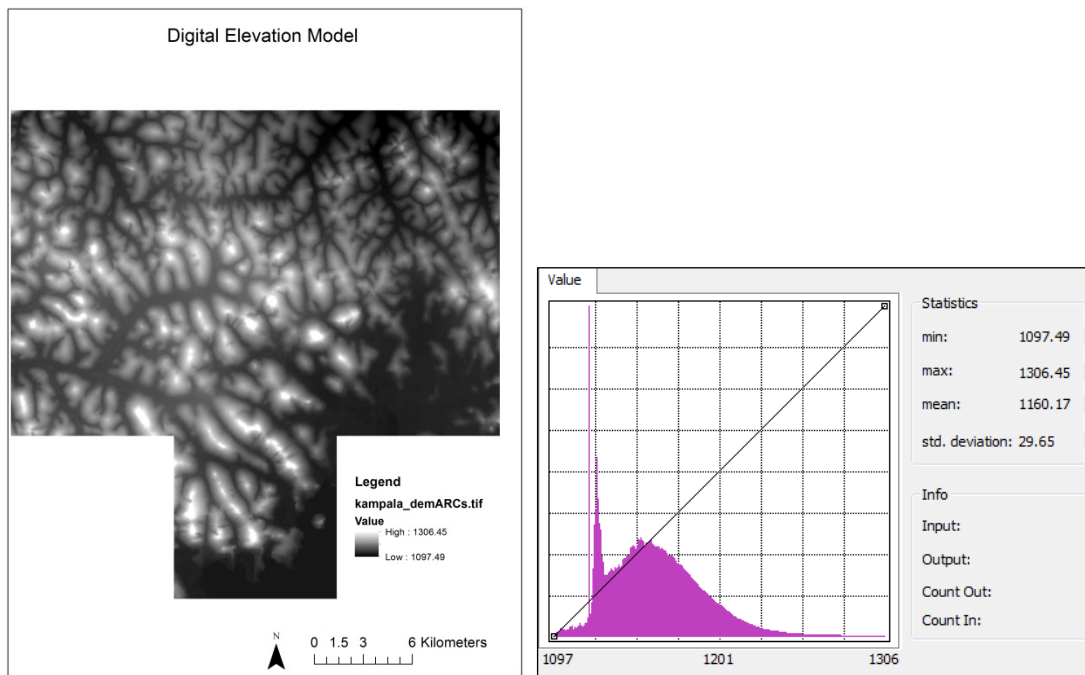 Digital Elevation Model
Legend
kampala_demARCs.tif
Value
High : 1306.45
Low : 1097.49
N
0 1.5 3 6 Kilometers
Value
Statistics
min: 1097.49
max: 1306.45
mean: 1160.17
std. deviation: 29.65
Info
Input:
Output:
Count Out:
Count In:
1097 1201 1306